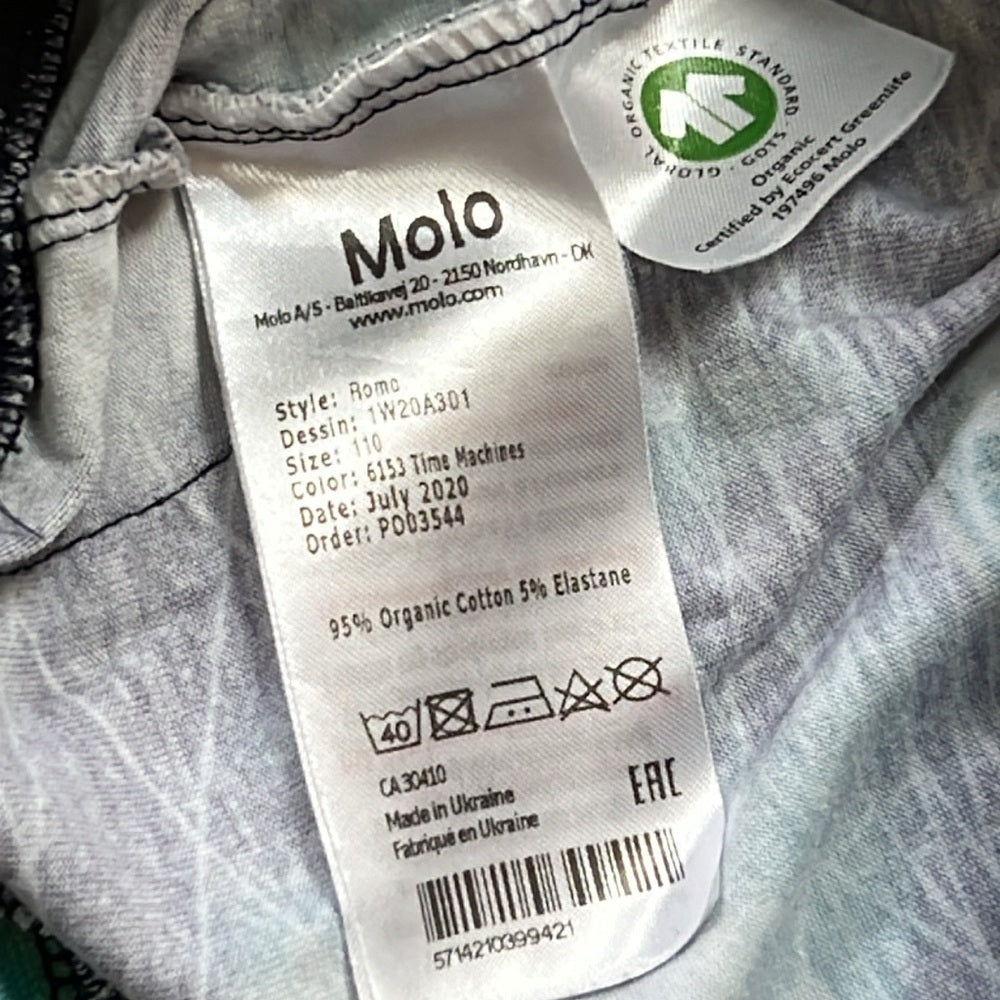 GLOBAL ORGANIC TEXTILE STANDARD · GOTS ·
Organic
Certified by Ecocert Greenlife
197496 Molo
Molo
Molo A/S - Baltikavej 20 - 2150 Nordhavn - DK
www.molo.com
Style: Romo
Dessin: 1W20A301
Size: 110
Color: 6153 Time Machines
Date: July 2020
Order: PO03544
95% Organic Cotton 5% Elastane
40
CA 30410
Made in Ukraine
EAC
Fabriqué en Ukraine
5714210399421